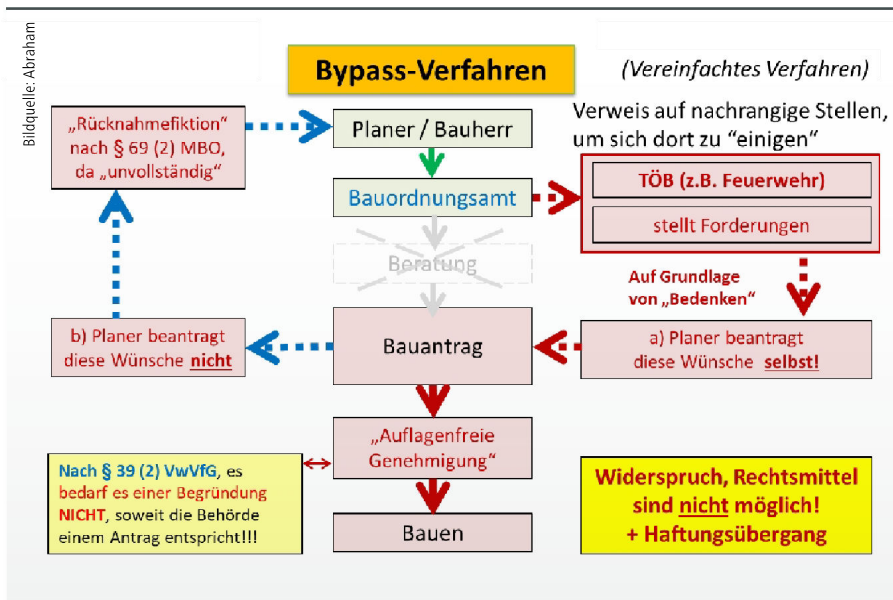 Bildquelle: Abraham
Bypass-Verfahren
(Vereinfachtes Verfahren)
„Rücknahmefiktion“
nach § 69 (2) MBO,
da „unvollständig“
Planer / Bauherr
Verweis auf nachrangige Stellen,
um sich dort zu "einigen“
Bauordnungsamt
TÖB (z.B. Feuerwehr)
stellt Forderungen
Beratung
Auf Grundlage
von „Bedenken“
b) Planer beantragt
diese Wünsche nicht
Bauantrag
a) Planer beantragt
diese Wünsche selbst!
„Auflagenfreie
Genehmigung“
Nach § 39 (2) VwVfG, es
bedarf es einer Begründung
NICHT, soweit die Behörde
einem Antrag entspricht!!!
Bauen
Widerspruch, Rechtsmittel
sind nicht möglich!
+ Haftungsübergang